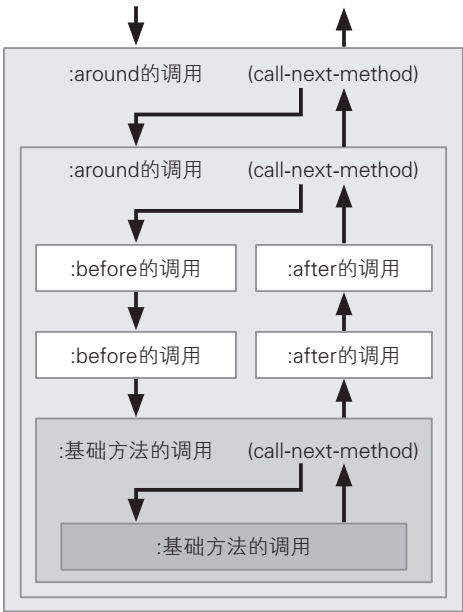 :around的调用 (call-next-method)
:around的调用 (call-next-method)
:before的调用 :after的调用
:before的调用 :after的调用
:基础方法的调用 (call-next-method)
:基础方法的调用